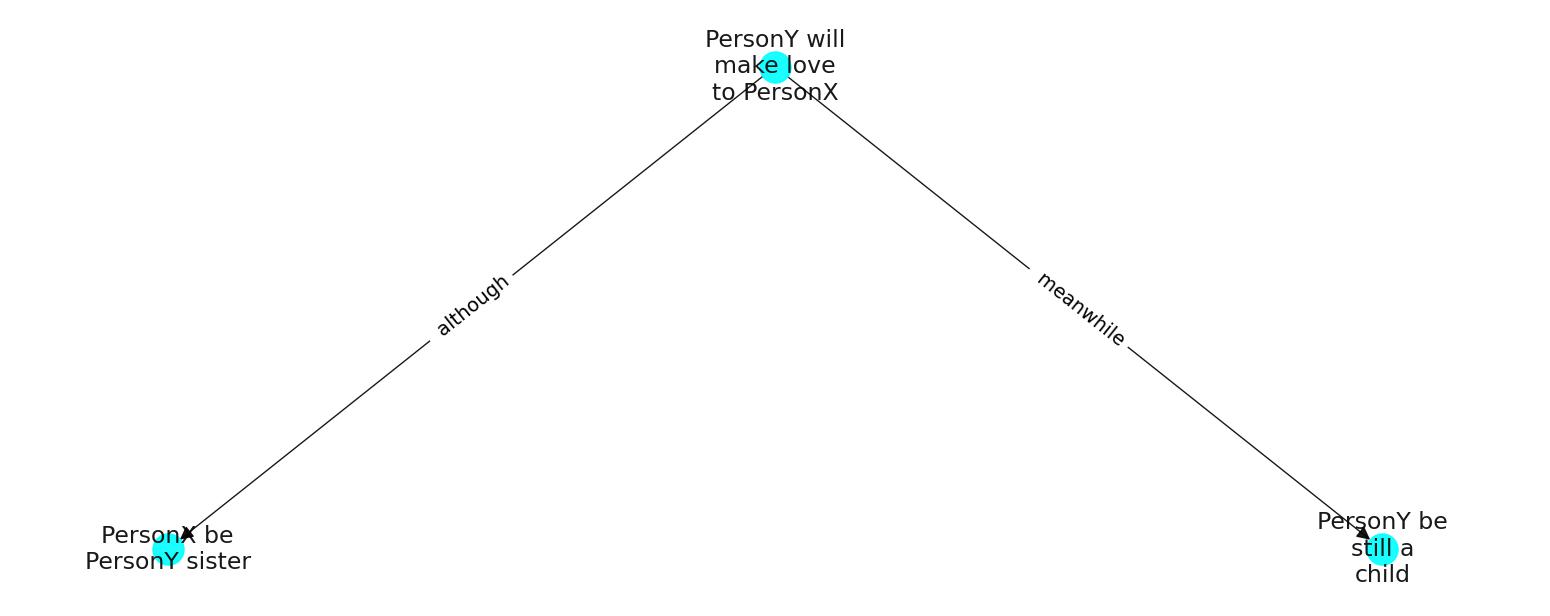 PersonY will
make love
to PersonX
although
meanwhile
PersonX be
PersonY sister
PersonY be
still a
child